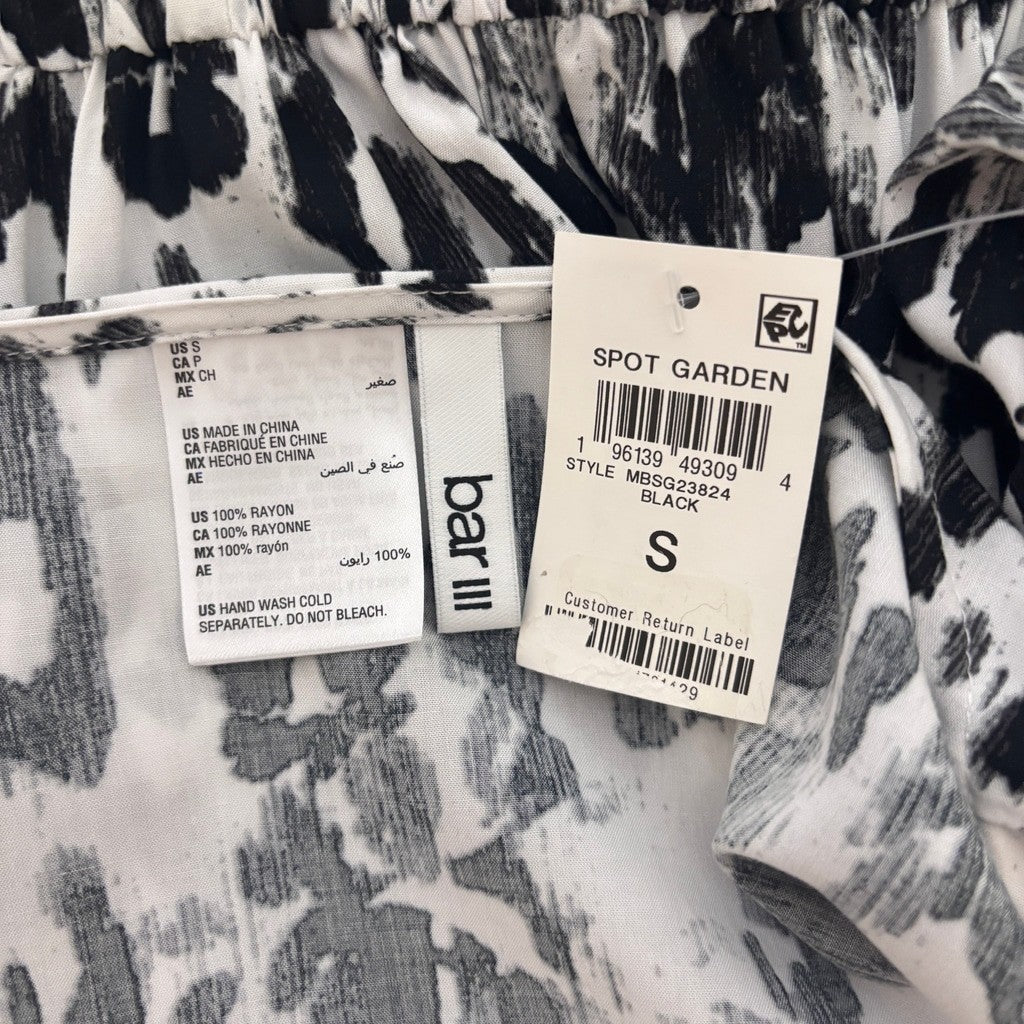 US S
CA P
MX CH
AE
صغير
US MADE IN CHINA
CA FABRIQUÉ EN CHINE
MX HECHO EN CHINA
AE
صُنع في الصين
US 100% RAYON
CA 100% RAYONNE
MX 100% rayón
AE
100% رايون
US HAND WASH COLD
SEPARATELY. DO NOT BLEACH.
bar III
EPC TM
SPOT GARDEN
1 96139 49309 4
STYLE MBSG23824
BLACK
S
Customer Return Label